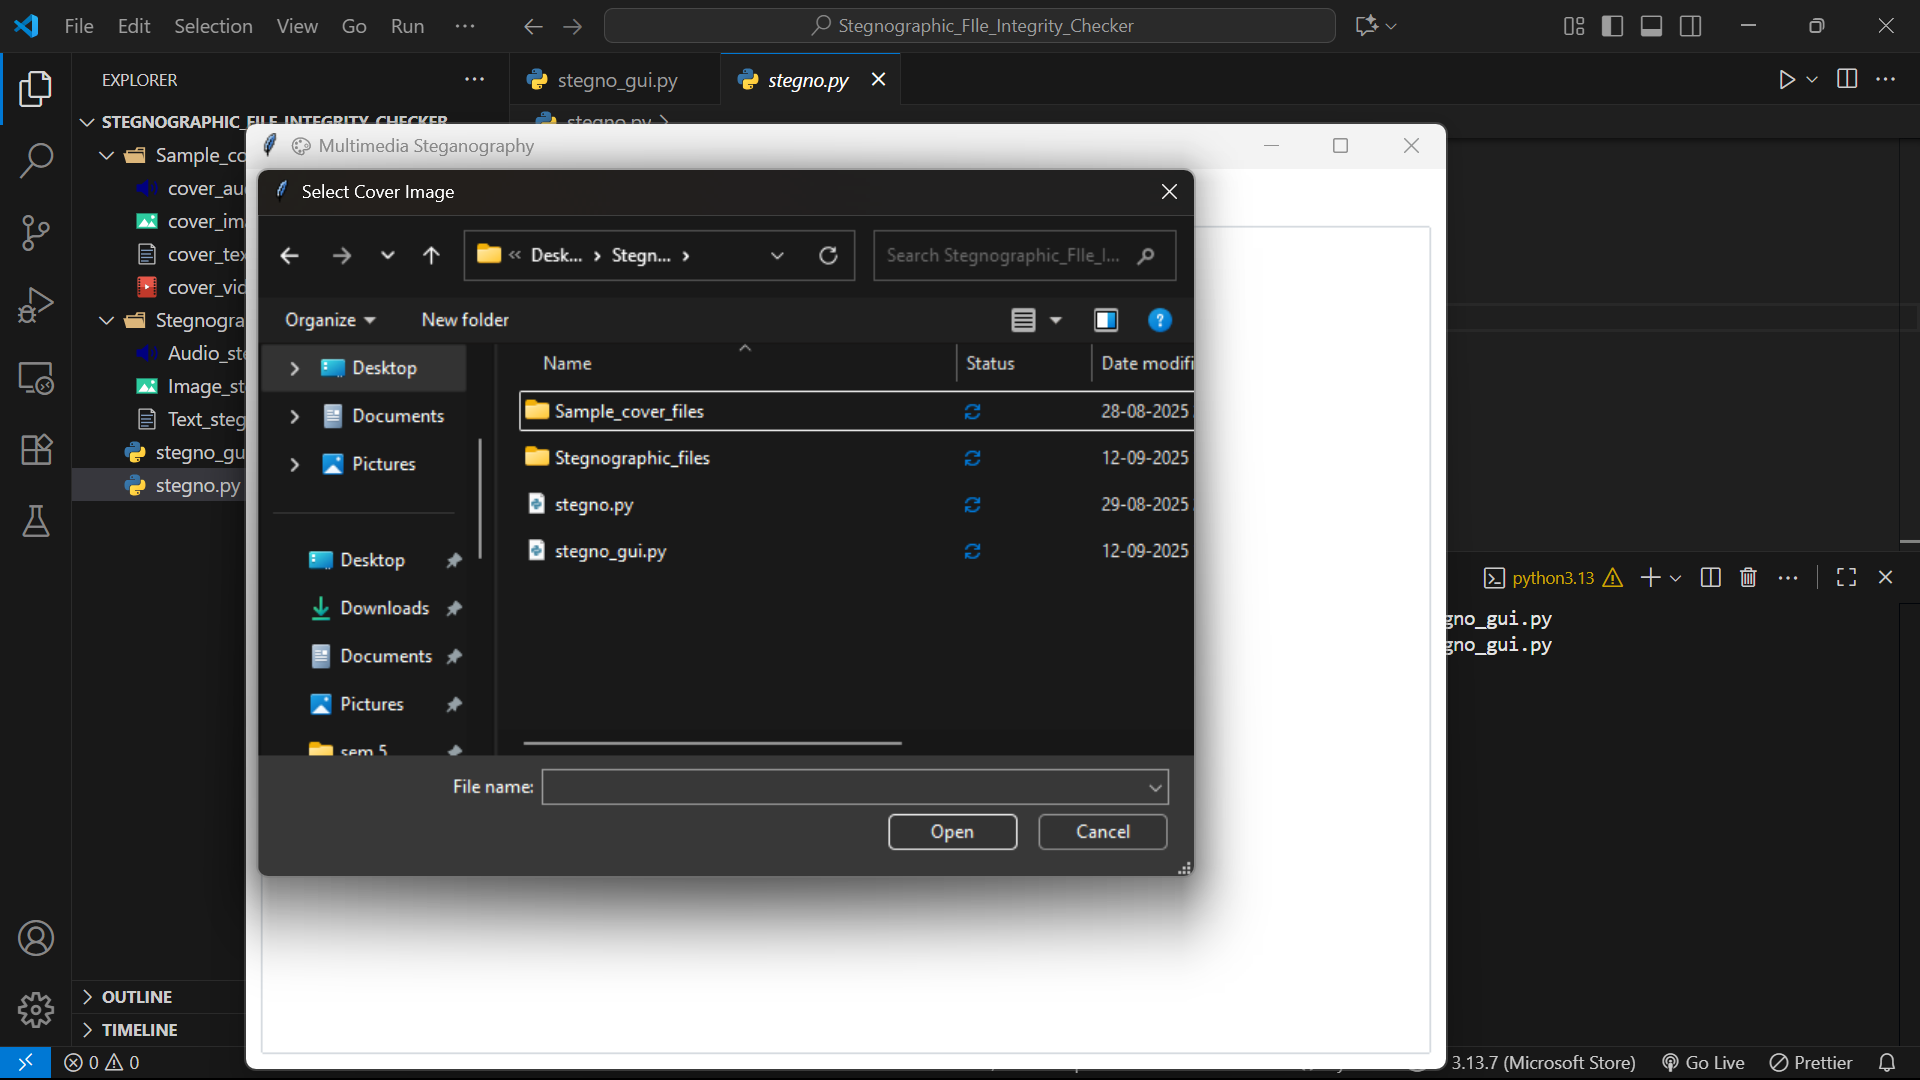 File Edit Selection View Go Run
Stegnographic_FIle_Integrity_Checker
EXPLORER
stegno_gui.py
stegno.py
STEGNOGRAPHIC_FILE_INTEGRITY_CHECKER
stegno.py
Sample_co
cover_au
cover_im
cover_tex
cover_vid
Stegnogra
Audio_ste
Image_st
Text_steg
stegno_gu
stegno.py
OUTLINE
TIMELINE
Multimedia Steganography
Select Cover Image
« Desk... › Stegn... ›
Search Stegnographic_FIle_I...
Organize
New folder
Desktop
Documents
Pictures
Desktop
Downloads
Documents
Pictures
sem 5
Name Status Date modifi
Sample_cover_files 28-08-2025
Stegnographic_files 12-09-2025
stegno.py 29-08-2025
stegno_gui.py 12-09-2025
File name:
Open Cancel
python3.13
gno_gui.py
gno_gui.py
0 0
3.13.7 (Microsoft Store) Go Live Prettier